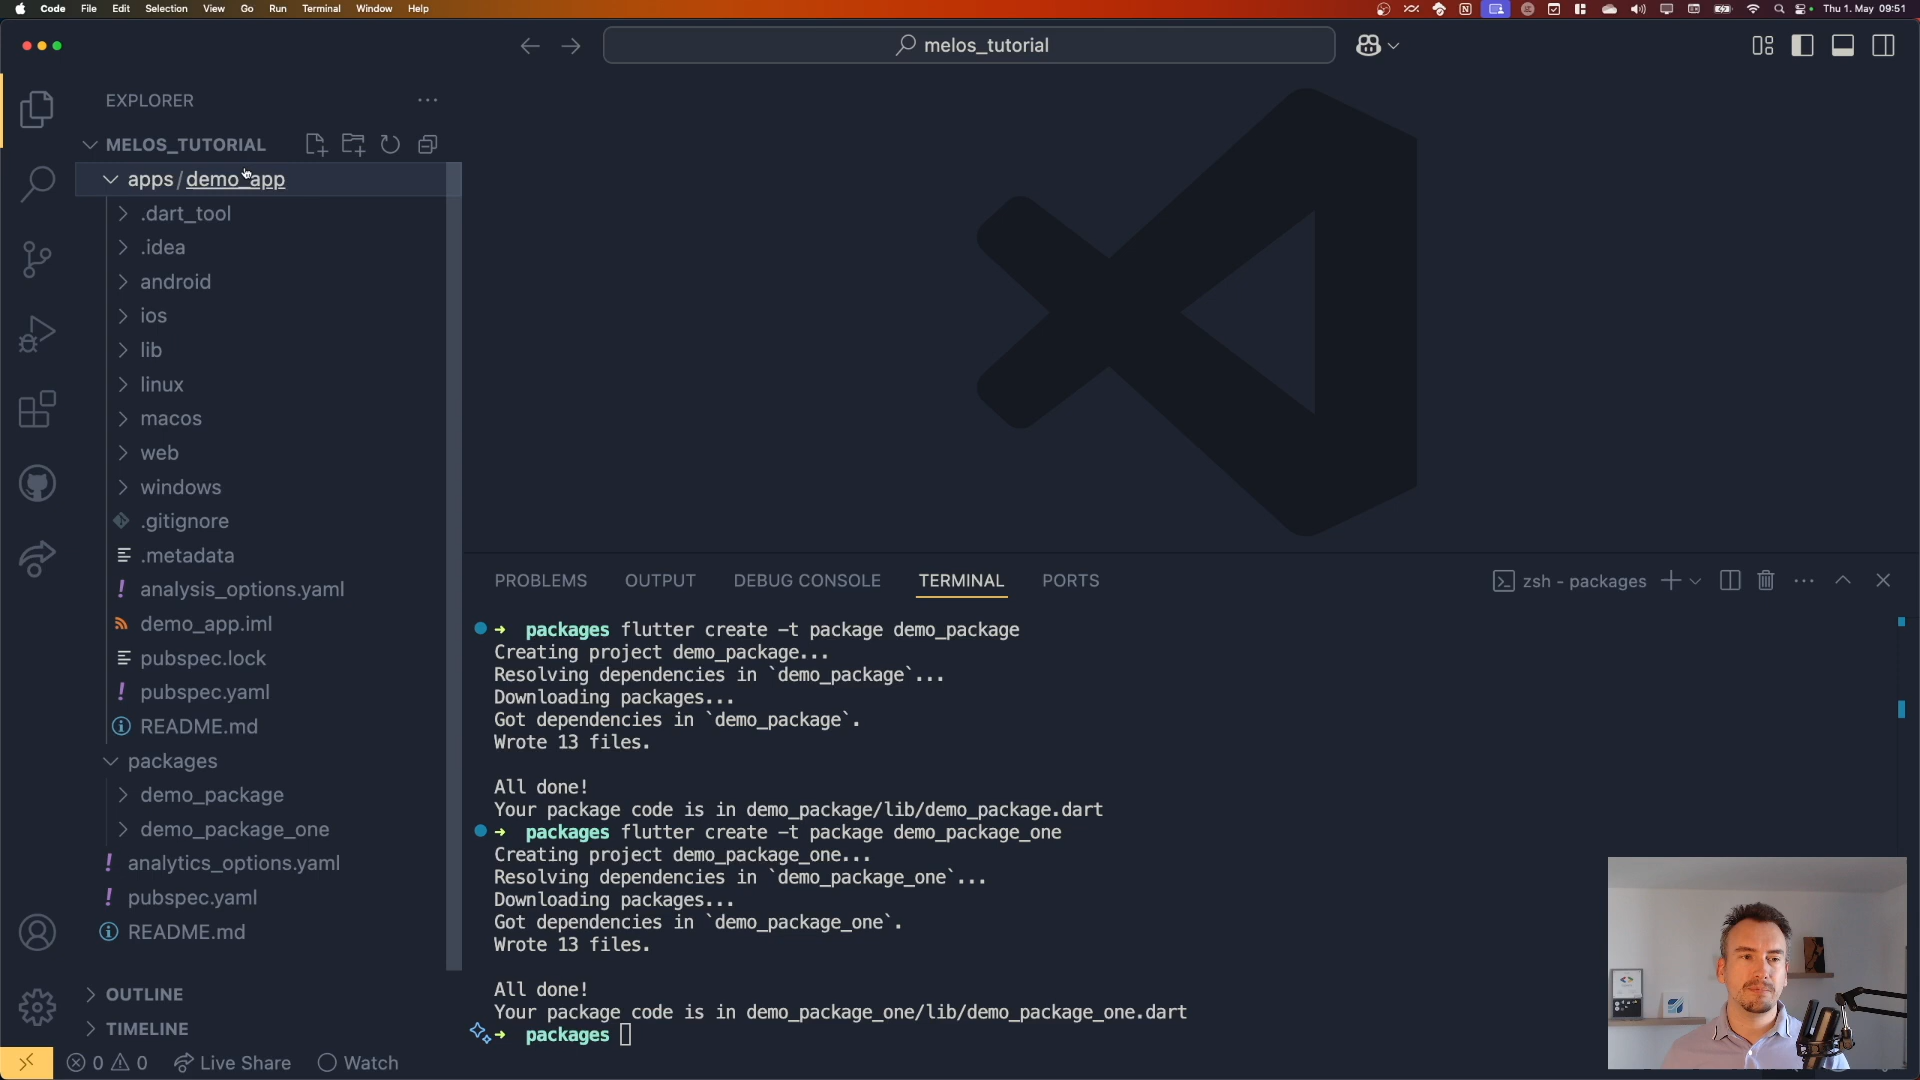 Code File Edit Selection View Go Run Terminal Window Help
Thu 1. May 09:51
melos_tutorial
EXPLORER
MELOS_TUTORIAL
apps/demo_app
.dart_tool
.idea
android
ios
lib
linux
macos
web
windows
.gitignore
.metadata
analysis_options.yaml
demo_app.iml
pubspec.lock
pubspec.yaml
README.md
packages
demo_package
demo_package_one
analytics_options.yaml
pubspec.yaml
README.md
OUTLINE
TIMELINE
PROBLEMS OUTPUT DEBUG CONSOLE TERMINAL PORTS
zsh - packages
➜ packages flutter create -t package demo_package
Creating project demo_package...
Resolving dependencies in `demo_package`...
Downloading packages...
Got dependencies in `demo_package`.
Wrote 13 files.
All done!
Your package code is in demo_package/lib/demo_package.dart
➜ packages flutter create -t package demo_package_one
Creating project demo_package_one...
Resolving dependencies in `demo_package_one`...
Downloading packages...
Got dependencies in `demo_package_one`.
Wrote 13 files.
All done!
Your package code is in demo_package_one/lib/demo_package_one.dart
➜ packages
0 0 Live Share Watch